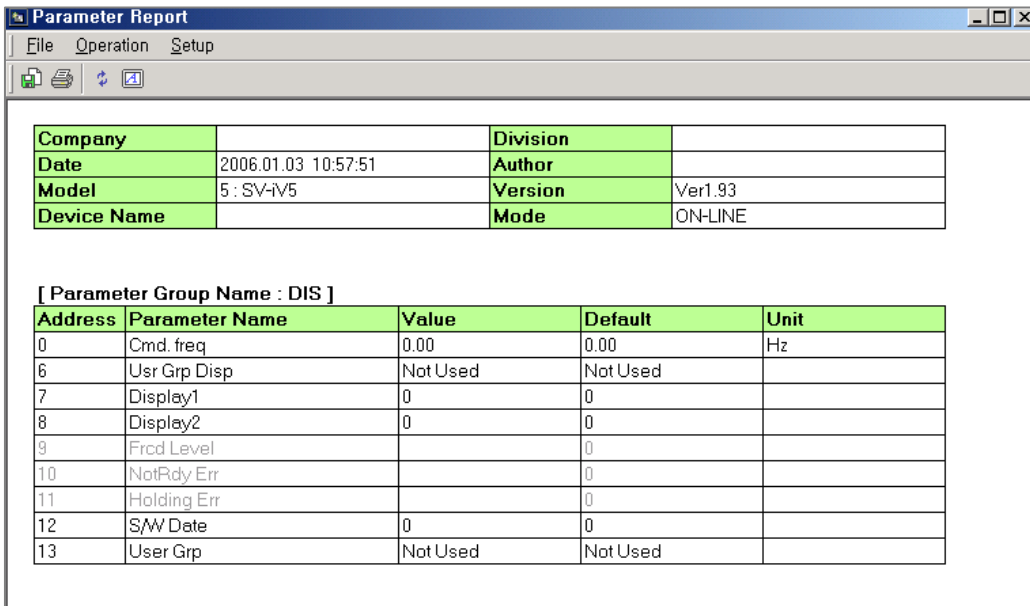 Parameter Report
File Operation Setup
Company Division
Date 2006.01.03 10:57:51 Author
Model 5 : SV-iV5 Version Ver1.93
Device Name Mode ON-LINE
[ Parameter Group Name : DIS ]
Address Parameter Name Value Default Unit
0 Cmd. freq 0.00 0.00 Hz
6 Usr Grp Disp Not Used Not Used
7 Display1 0 0
8 Display2 0 0
9 Frcd Level 0
10 NotRdy Err 0
11 Holding Err 0
12 S/W Date 0 0
13 User Grp Not Used Not Used